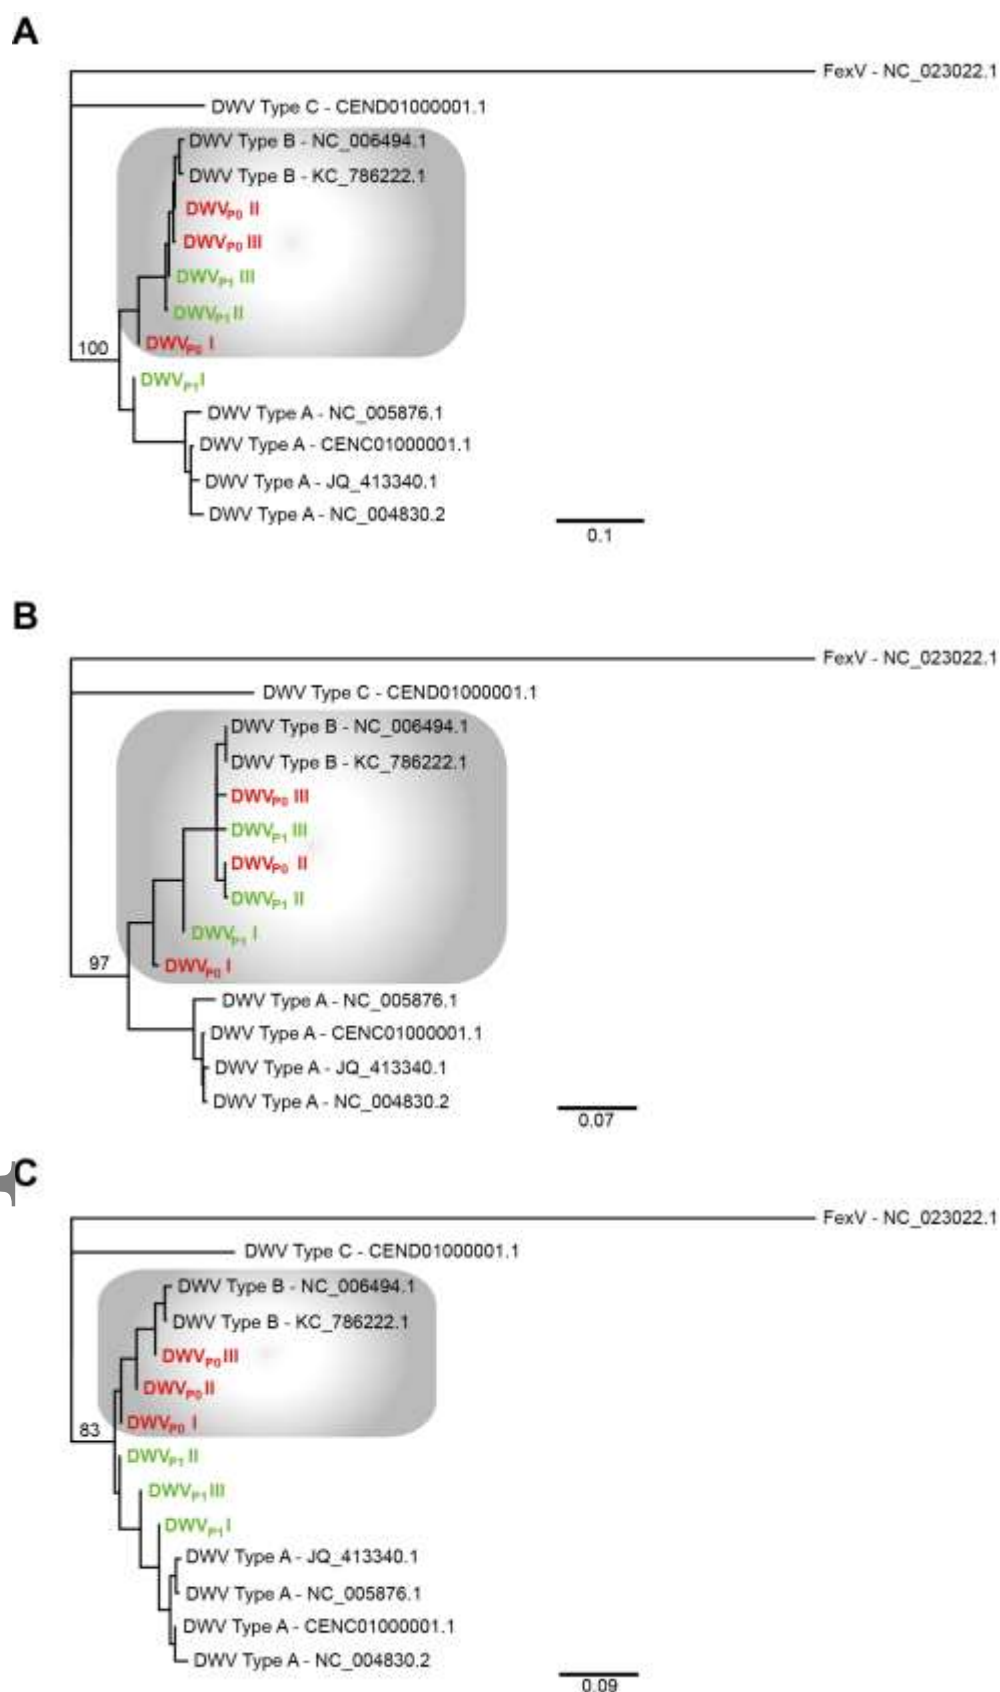 A
FexV - NC_023022.1
DWV Type C - CEND01000001.1
DWV Type B - NC_006494.1
DWV Type B - KC_786222.1
DWVP0 II
DWVP0 III
DWVP1 III
DWVP1 II
DWVP0 I
100
DWVP1 I
DWV Type A - NC_005876.1
DWV Type A - CENC01000001.1
DWV Type A - JQ_413340.1
DWV Type A - NC_004830.2
0.1
B
FexV - NC_023022.1
DWV Type C - CEND01000001.1
DWV Type B - NC_006494.1
DWV Type B - KC_786222.1
DWVP0 III
DWVP1 III
DWVP0 II
DWVP1 II
DWVP1 I
DWVP0 I
97
DWV Type A - NC_005876.1
DWV Type A - CENC01000001.1
DWV Type A - JQ_413340.1
DWV Type A - NC_004830.2
0.07
C
FexV - NC_023022.1
DWV Type C - CEND01000001.1
DWV Type B - NC_006494.1
DWV Type B - KC_786222.1
DWVP0 III
DWVP0 II
DWVP0 I
83
DWVP1 II
DWVP1 III
DWVP1 I
DWV Type A - JQ_413340.1
DWV Type A - NC_005876.1
DWV Type A - CENC01000001.1
DWV Type A - NC_004830.2
0.09